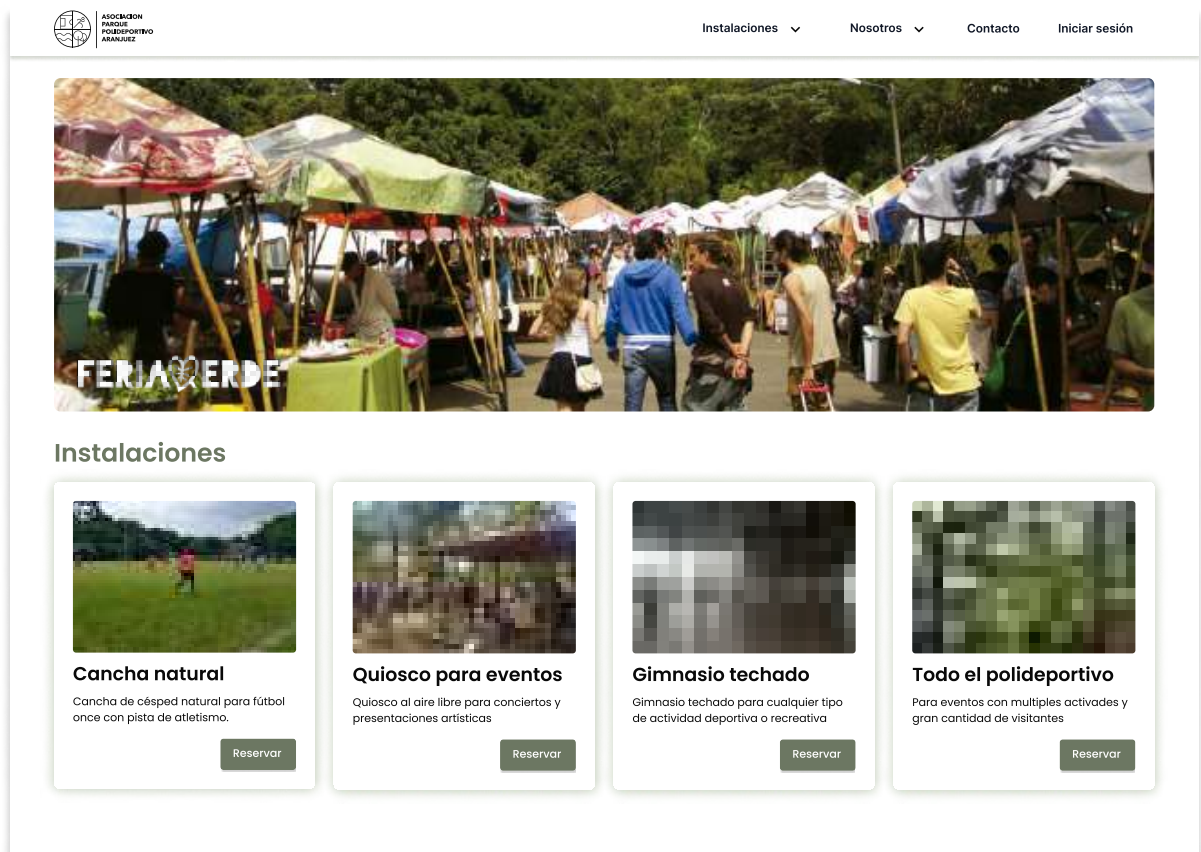 ASOCIACION
PARQUE
POLIDEPORTIVO
ARANJUEZ
Instalaciones
Nosotros
Contacto
Iniciar sesión
FERIA VERDE
Instalaciones
Cancha natural
Cancha de césped natural para fútbol
once con pista de atletismo.
Reservar
Quiosco para eventos
Quiosco al aire libre para conciertos y
presentaciones artísticas
Reservar
Gimnasio techado
Gimnasio techado para cualquier tipo
de actividad deportiva o recreativa
Reservar
Todo el polideportivo
Para eventos con multiples activades y
gran cantidad de visitantes
Reservar